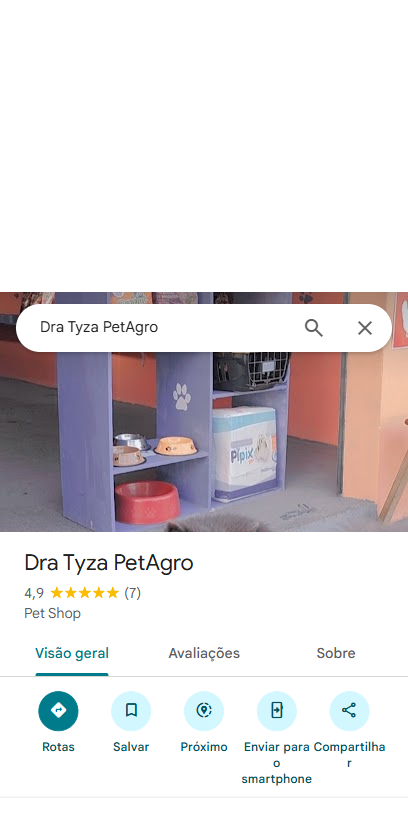 Dra Tyza PetAgro
Pipix
Dra Tyza PetAgro
4,9 (7)
Pet Shop
Visão geral Avaliações Sobre
Rotas Salvar Próximo Enviar para o smartphone Compartilhar